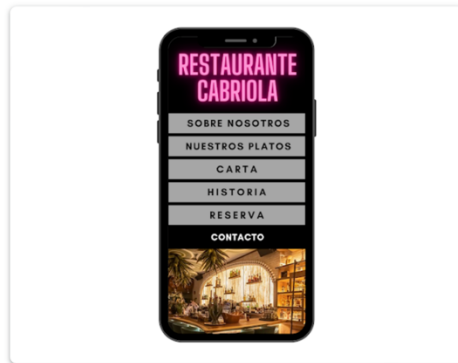 RESTAURANTE
CABRIOLA
SOBRE NOSOTROS
NUESTROS PLATOS
CARTA
HISTORIA
RESERVA
CONTACTO